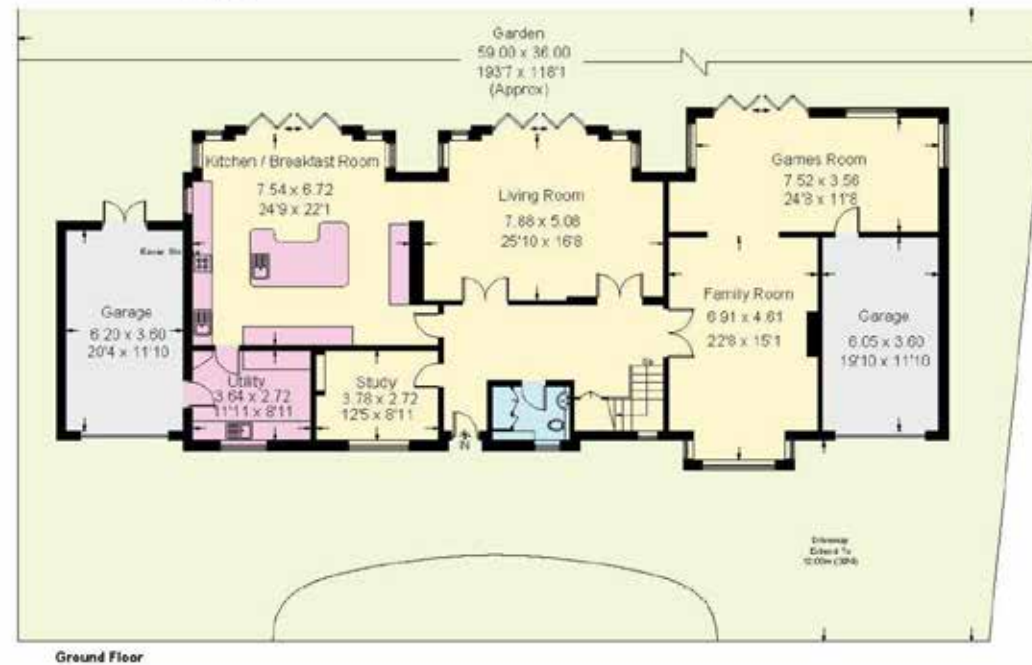 Garden
59.00 x 36.00
193'7 x 118'1
(Approx)
Kitchen / Breakfast Room
7.54 x 6.72
24'9 x 22'1
Living Room
7.88 x 5.08
25'10 x 16'8
Games Room
7.52 x 3.56
24'8 x 11'8
Garage
6.20 x 3.60
20'4 x 11'10
Family Room
6.91 x 4.61
22'8 x 15'1
Garage
6.05 x 3.60
19'10 x 11'10
Utility
3.64 x 2.72
11'11 x 8'11
Study
3.78 x 2.72
12'5 x 8'11
IN
Driveway
Extend To
Ground Floor